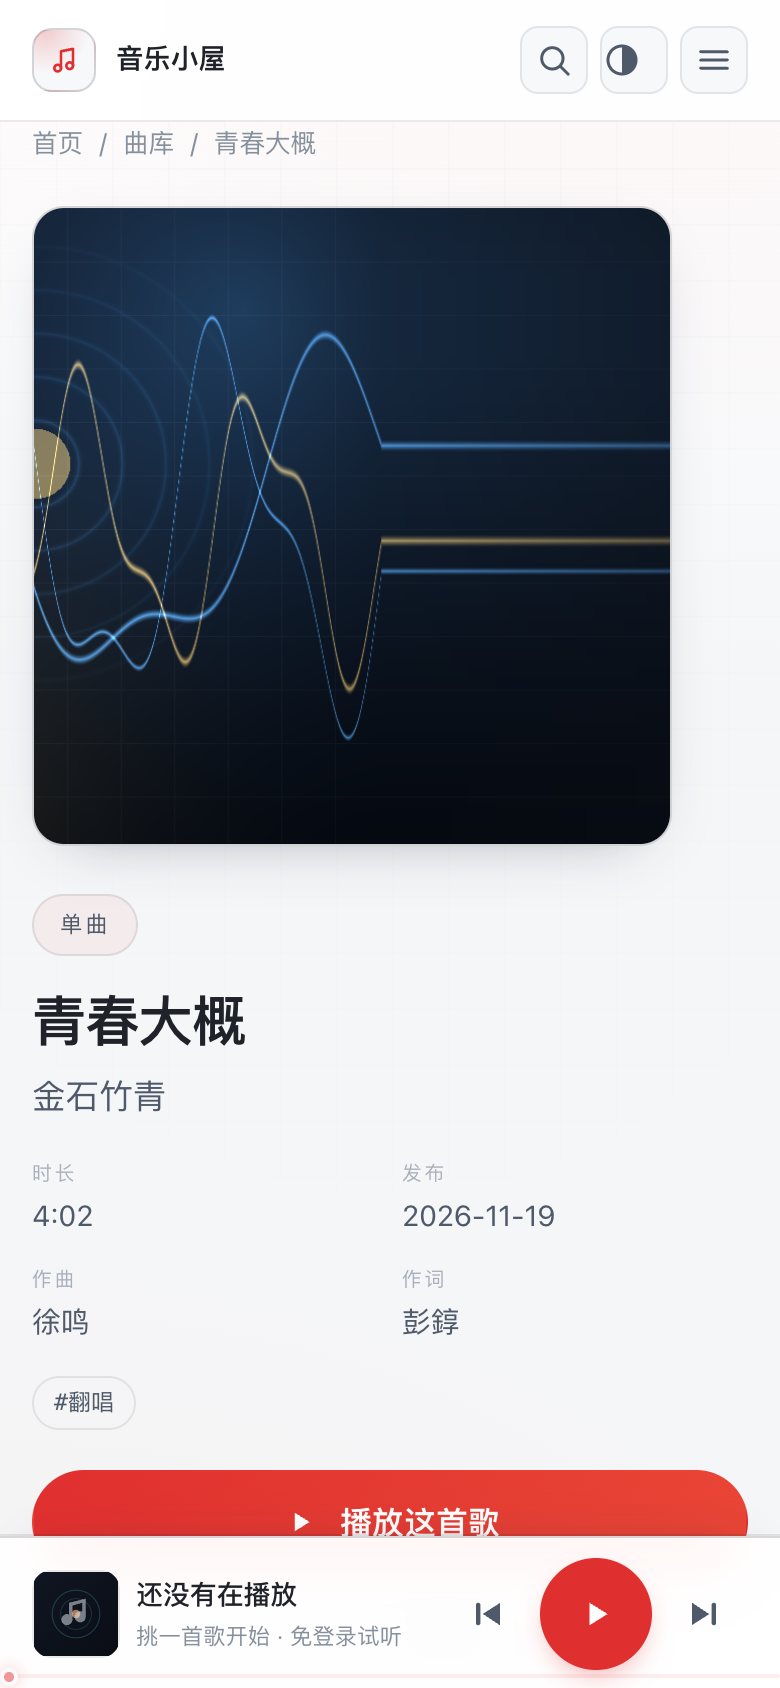 音乐小屋
首页 / 曲库 / 青春大概
单曲
青春大概
金石竹青
时长
发布
4:02
2026-11-19
作曲
作词
徐鸣
彭錞
#翻唱
播放这首歌
还没有在播放
挑一首歌开始 · 免登录试听